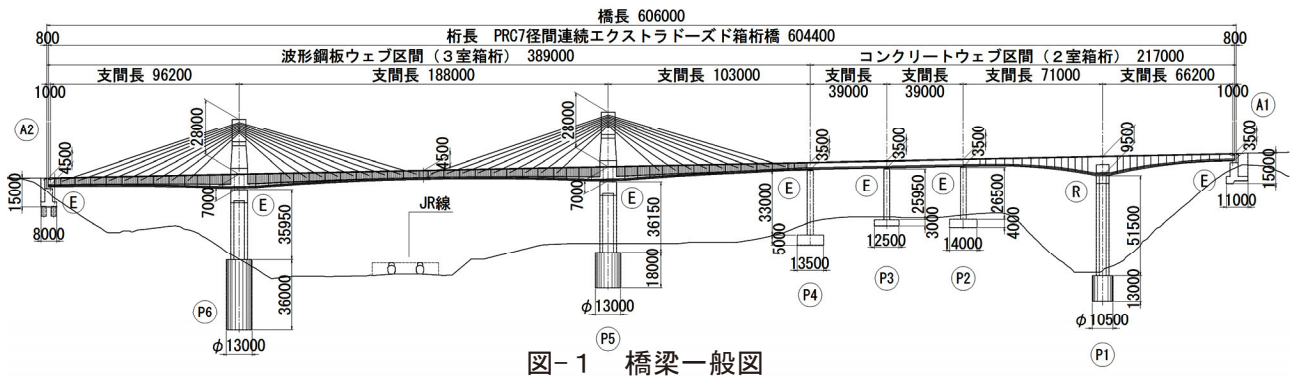 橋長 606000
800 桁長 PRC7径間連続エクストラドーズド箱桁橋 604400 800
波形鋼板ウェブ区間（３室箱桁） 389000 コンクリートウェブ区間（２室箱桁） 217000
支間長 96200 支間長 188000 支間長 103000 支間長 39000 支間長 39000 支間長 71000 支間長 66200
1000 1000
A2 A1
28000 28000
4500 4500 3500 3500 3500 9500 3500
15000 15000
E E E E E E R E
7000 7000
8000 11000
JR線
35950 36150 33000 25950 26500 51500
5000 3000 4000
13500 12500 14000
36000 18000 13000
P6 P5 P4 P3 P2 P1
φ13000 φ13000 φ10500
図-１ 橋梁一般図